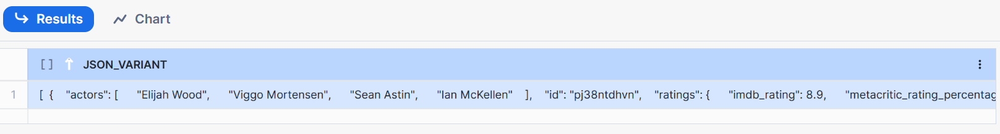 Results Chart
[ ] JSON_VARIANT
1 [ { "actors": [ "Elijah Wood", "Viggo Mortensen", "Sean Astin", "Ian McKellen" ], "id": "pj38ntdhvn", "ratings": { "imdb_rating": 8.9, "metacritic_rating_percentag